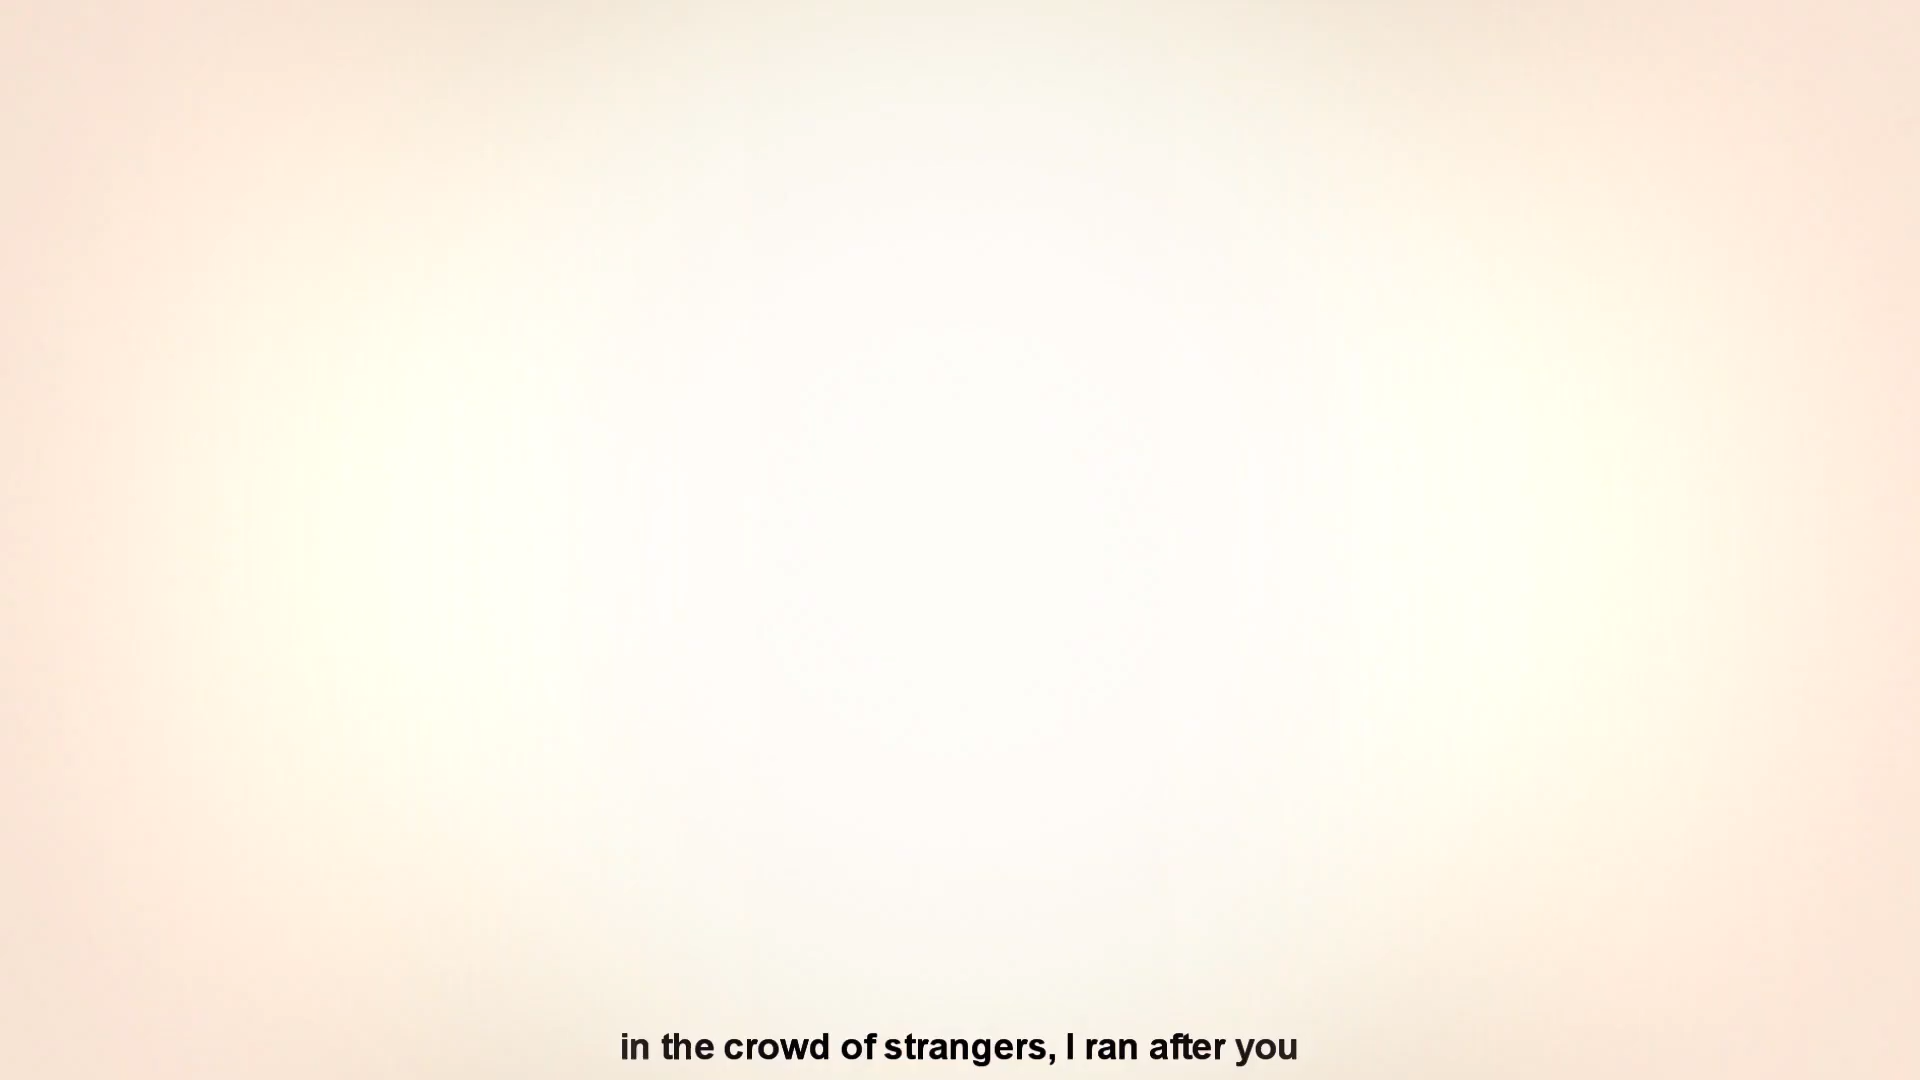 in the crowd of strangers, I ran after you